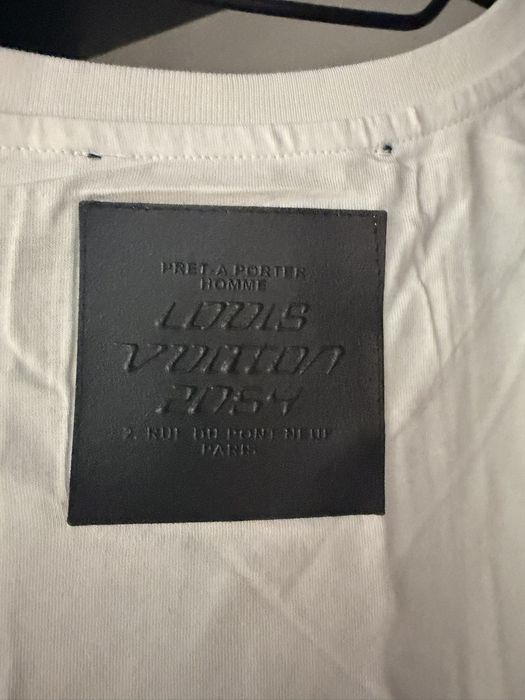 PRET-A PORTER
HOMME
LOUIS
VUITTON
2054
2. RUE DU PONT NEUF
PARIS